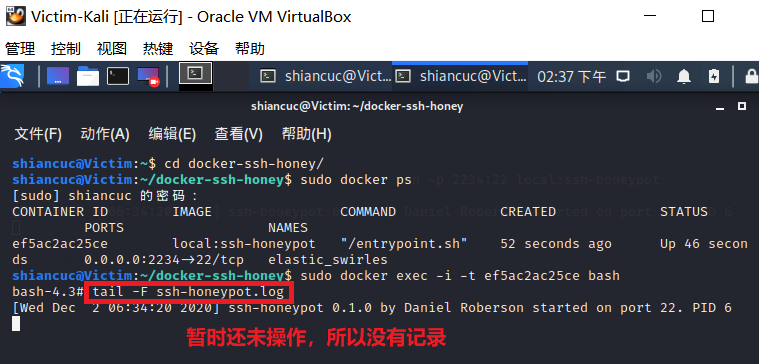 Victim-Kali [正在运行] - Oracle VM VirtualBox
管理 控制 视图 热键 设备 帮助
shiancuc@Vict... shiancuc@Vict... 02:37 下午
shiancuc@Victim: ~/docker-ssh-honey
文件(F) 动作(A) 编辑(E) 查看(V) 帮助(H)
shiancuc@Victim:~$ cd docker-ssh-honey/
shiancuc@Victim:~/docker-ssh-honey$ sudo docker ps
[sudo] shiancuc 的密码：
CONTAINER ID IMAGE COMMAND CREATED STATUS
PORTS NAMES
ef5ac2ac25ce local:ssh-honeypot "/entrypoint.sh" 52 seconds ago Up 46 secon
ds 0.0.0.0:2234→22/tcp elastic_swirles
shiancuc@Victim:~/docker-ssh-honey$ sudo docker exec -i -t ef5ac2ac25ce bash
bash-4.3# tail -F ssh-honeypot.log
[Wed Dec  2 06:34:20 2020] ssh-honeypot 0.1.0 by Daniel Roberson started on port 22. PID 6
暂时还未操作，所以没有记录